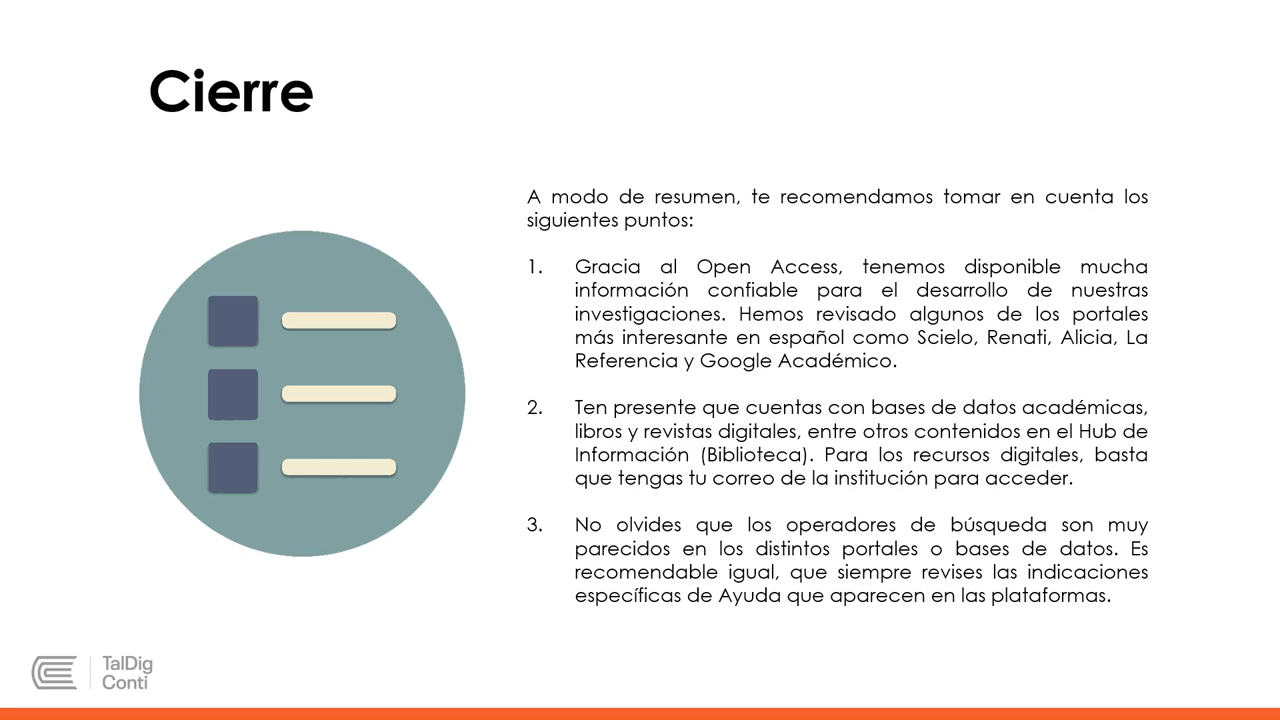 Cierre
A modo de resumen, te recomendamos tomar en cuenta los
siguientes puntos:
1. Gracia al Open Access, tenemos disponible mucha
información confiable para el desarrollo de nuestras
investigaciones. Hemos revisado algunos de los portales
más interesante en español como Scielo, Renati, Alicia, La
Referencia y Google Académico.
2. Ten presente que cuentas con bases de datos académicas,
libros y revistas digitales, entre otros contenidos en el Hub de
Información (Biblioteca). Para los recursos digitales, basta
que tengas tu correo de la institución para acceder.
3. No olvides que los operadores de búsqueda son muy
parecidos en los distintos portales o bases de datos. Es
recomendable igual, que siempre revises las indicaciones
específicas de Ayuda que aparecen en las plataformas.
TalDig
Conti